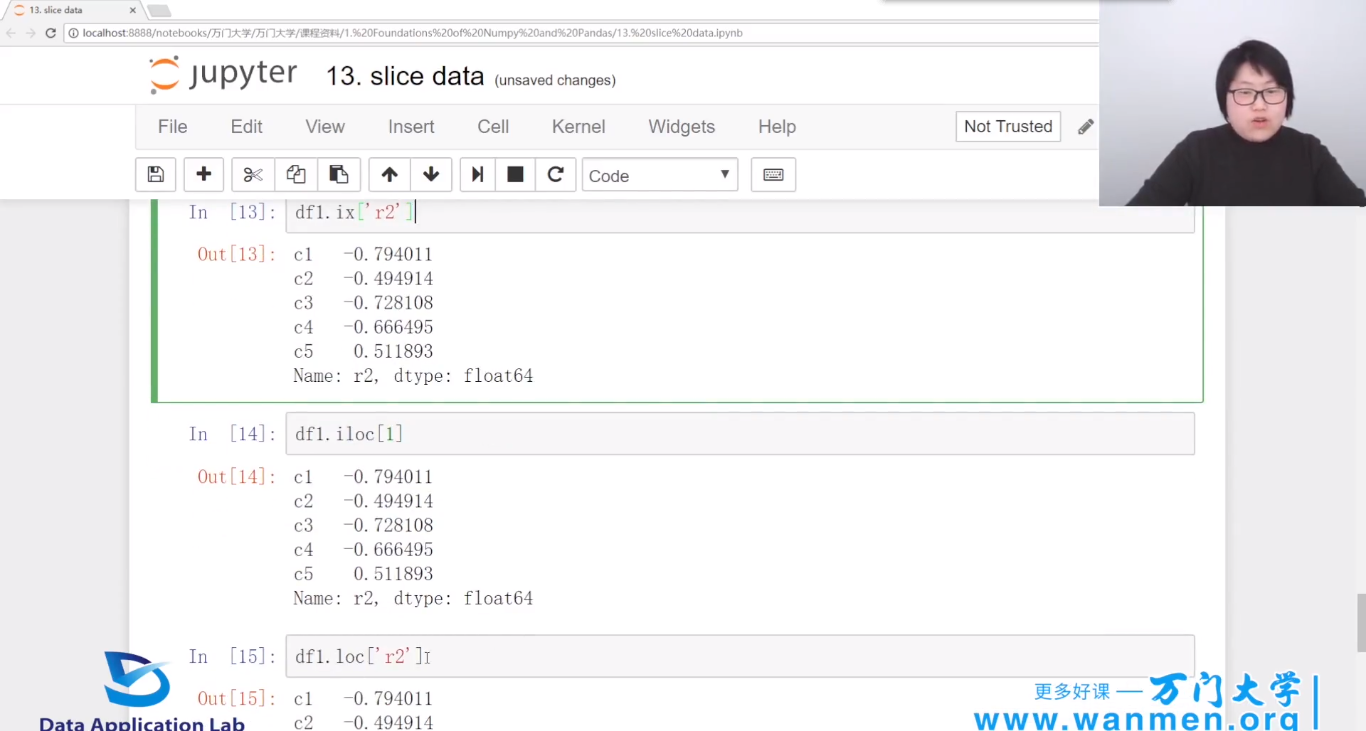 13. slice data
localhost:8888/notebooks/万门大学/万门大学/课程资料/1.%20Foundations%20of%20Numpy%20and%20Pandas/13.%20slice%20data.ipynb
jupyter 13. slice data (unsaved changes)
File Edit View Insert Cell Kernel Widgets Help Not Trusted
Code
In [13]: df1.ix['r2']
Out[13]: c1 -0.794011
c2 -0.494914
c3 -0.728108
c4 -0.666495
c5 0.511893
Name: r2, dtype: float64
In [14]: df1.iloc[1]
Out[14]: c1 -0.794011
c2 -0.494914
c3 -0.728108
c4 -0.666495
c5 0.511893
Name: r2, dtype: float64
In [15]: df1.loc['r2']
Out[15]: c1 -0.794011
c2 -0.494914
Data Application Lab
更多好课 — 万门大学
www.wanmen.org